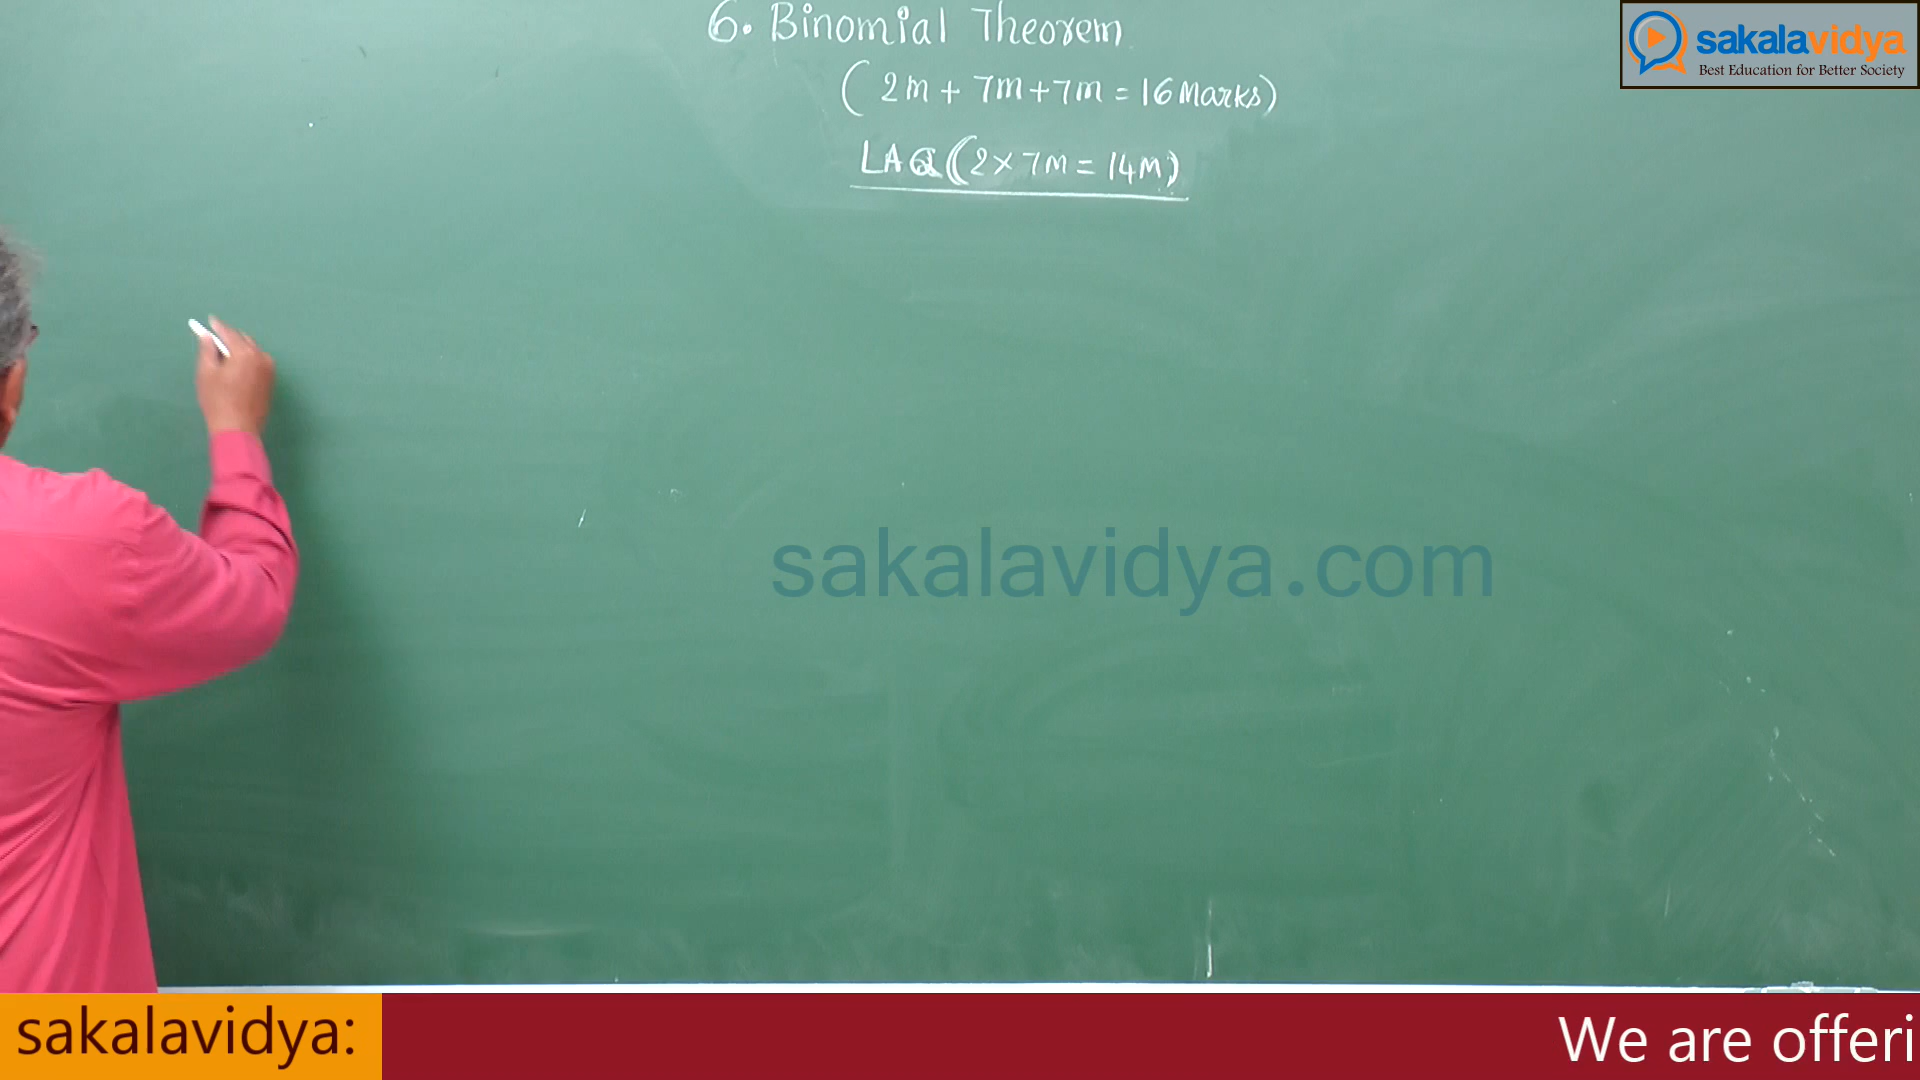 6. Binomial Theorem
(2m + 7m + 7m = 16 Marks)
LAQ (2 × 7M = 14M)
sakalavidya
Best Education for Better Society
sakalavidya.com
sakalavidya:
We are offeri